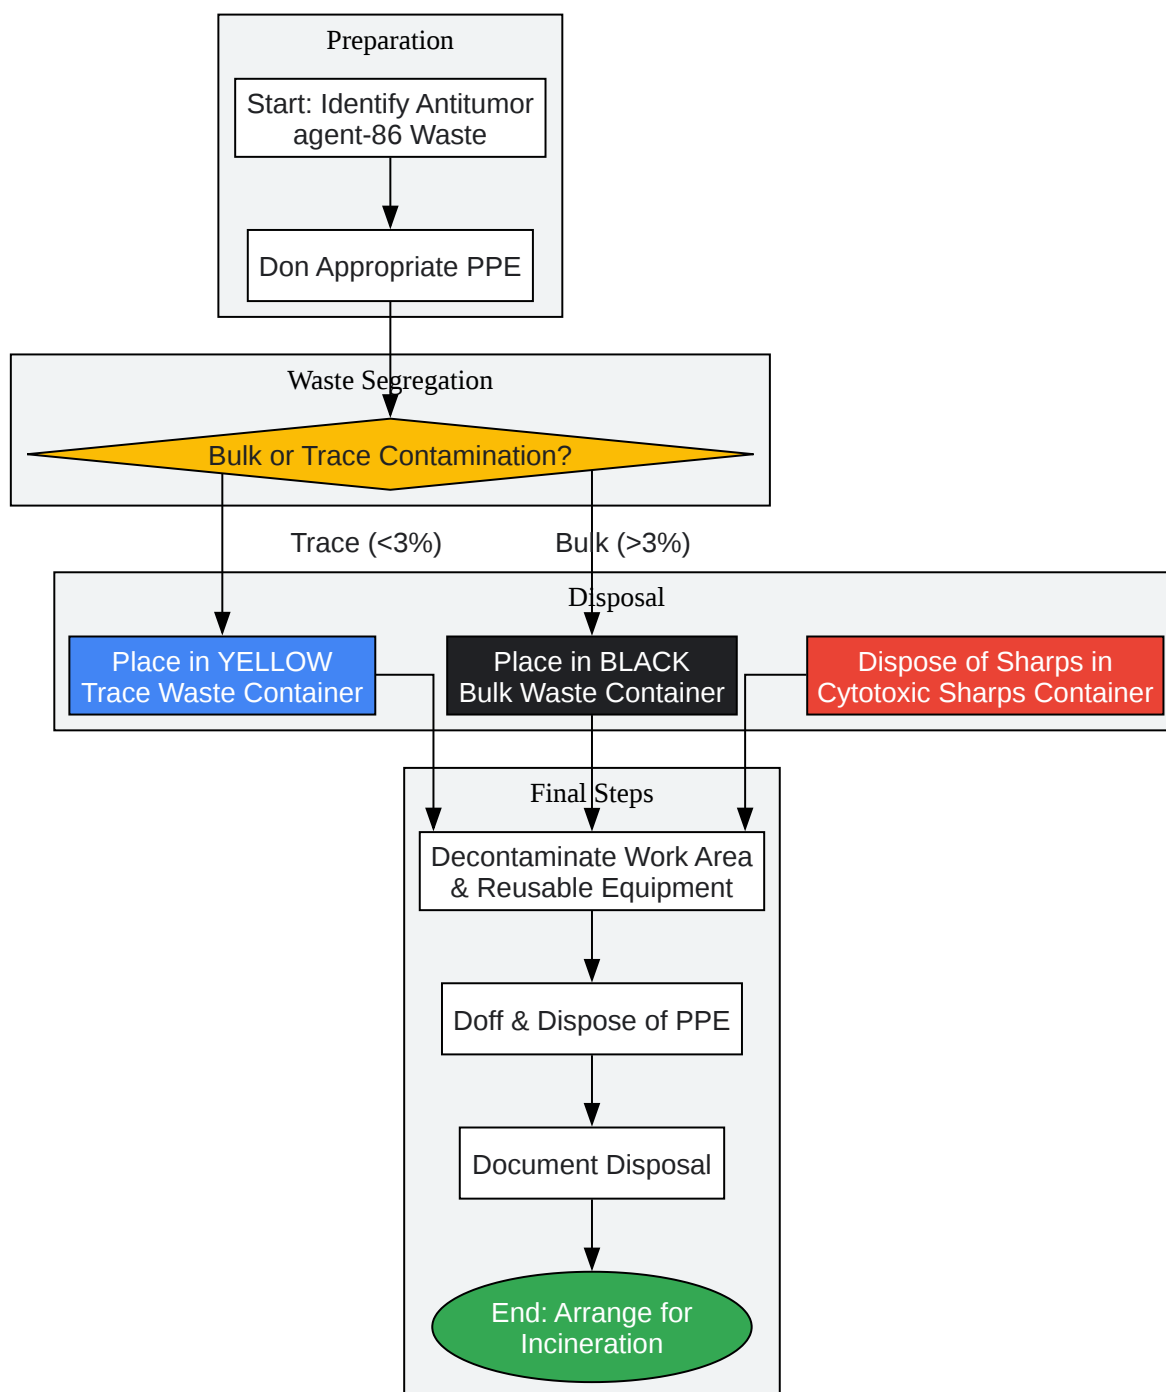 Preparation
Start: Identify Antitumor
agent-86 Waste
Don Appropriate PPE
Waste Segregation
Bulk or Trace Contamination?
Trace (<3%)
Bulk (>3%)
Disposal
Place in YELLOW
Trace Waste Container
Place in BLACK
Bulk Waste Container
Dispose of Sharps in
Cytotoxic Sharps Container
Final Steps
Decontaminate Work Area
& Reusable Equipment
Doff & Dispose of PPE
Document Disposal
End: Arrange for
Incineration